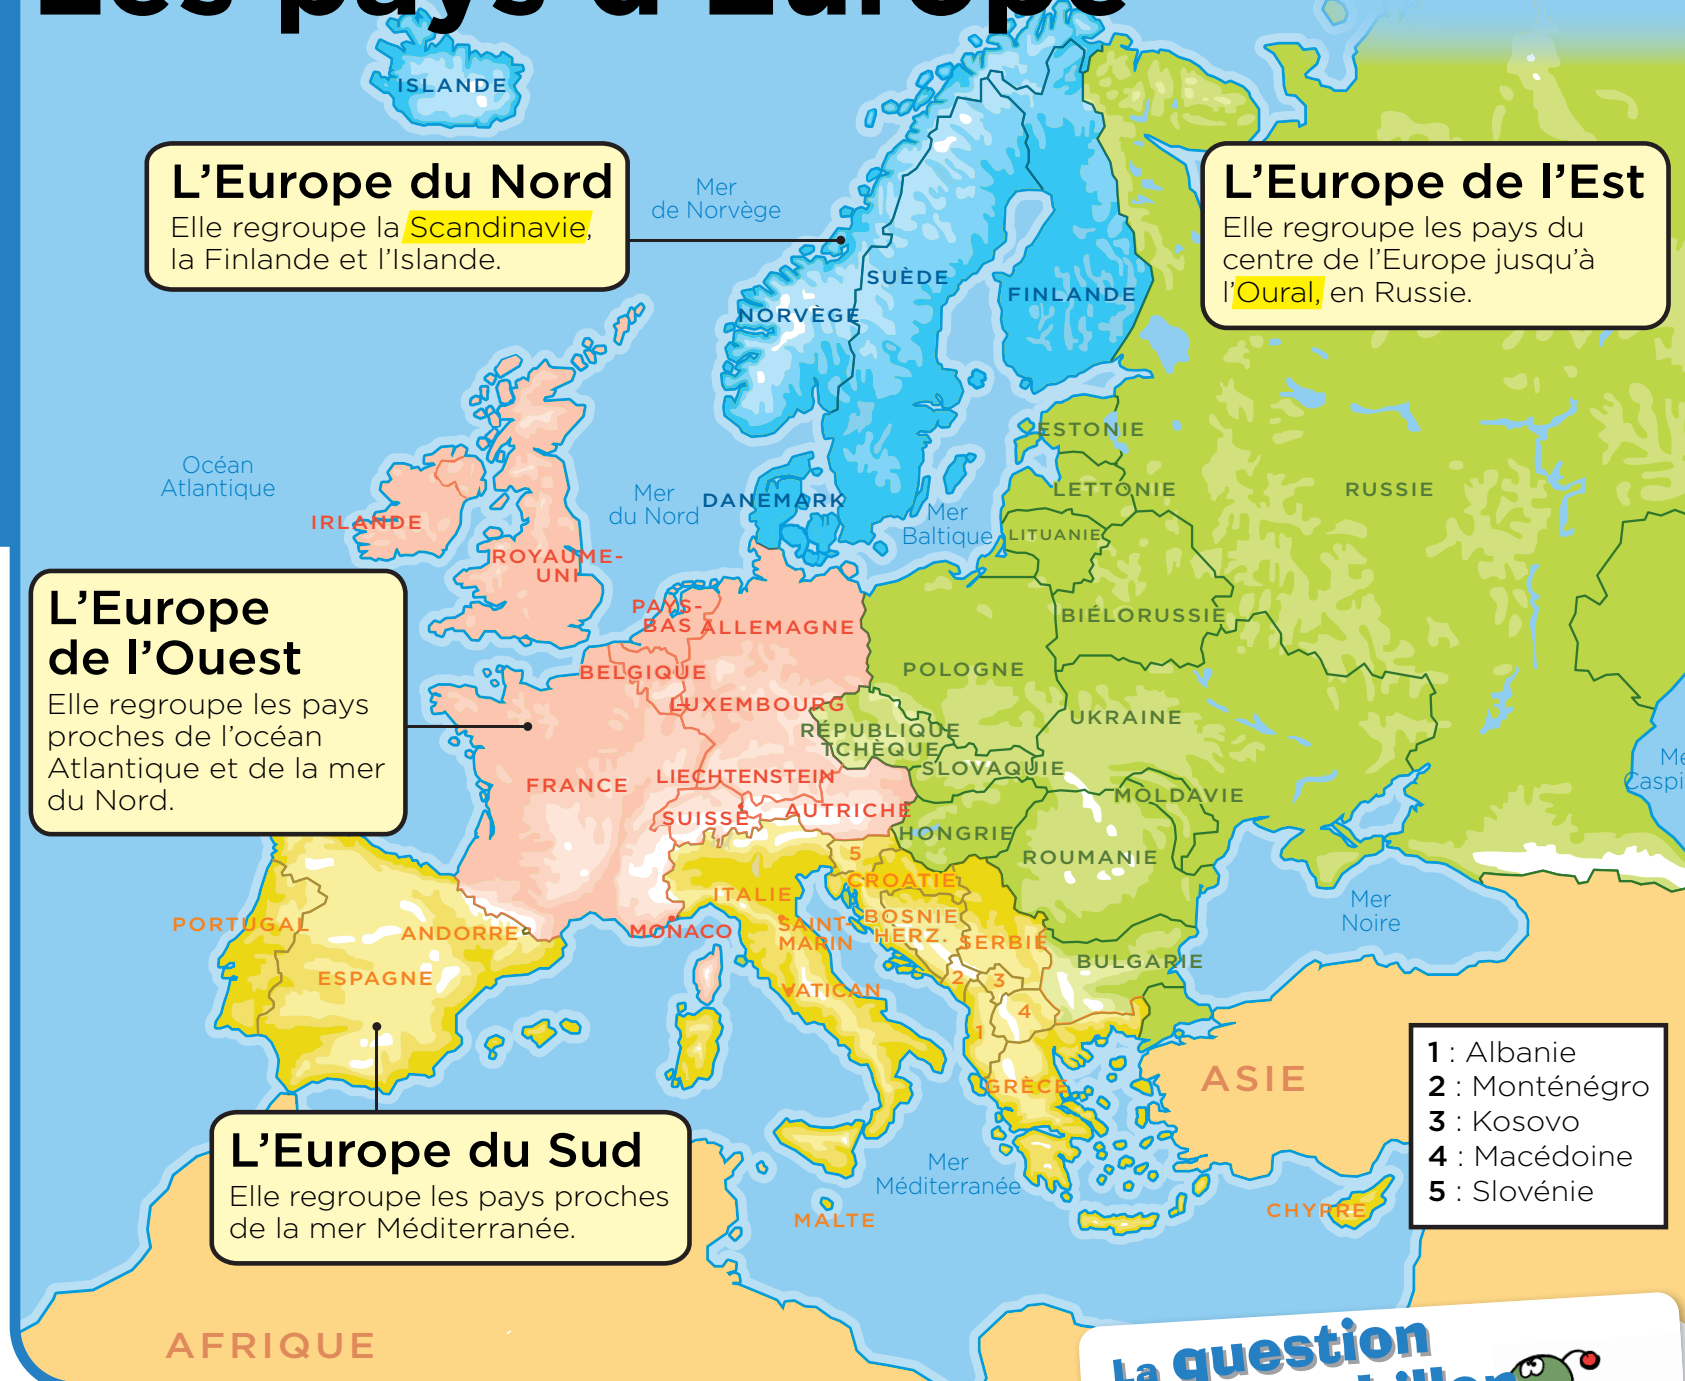 Les pays d'Europe
ISLANDE
L'Europe du Nord
Elle regroupe la Scandinavie,
la Finlande et l'Islande.
Mer
de Norvège
L'Europe de l'Est
Elle regroupe les pays du
centre de l'Europe jusqu'à
l'Oural, en Russie.
SUÈDE
FINLANDE
NORVÈGE
ESTONIE
Océan
Atlantique
LETTONIE
RUSSIE
Mer
du Nord
DANEMARK
Mer
Baltique
IRLANDE
LITUANIE
ROYAUME-
UNI
L'Europe
de l'Ouest
Elle regroupe les pays
proches de l'océan
Atlantique et de la mer
du Nord.
PAYS-
BAS
ALLEMAGNE
BIÉLORUSSIE
BELGIQUE
POLOGNE
LUXEMBOURG
UKRAINE
RÉPUBLIQUE
TCHÈQUE
SLOVAQUIE
FRANCE
LIECHTENSTEIN
MOLDAVIE
SUISSE
AUTRICHE
HONGRIE
ROUMANIE
5
CROATIE
ITALIE
Mer
Noire
PORTUGAL
ANDORRE
MONACO
SAINT-
MARIN
BOSNIE
HERZ.
SERBIE
BULGARIE
ESPAGNE
VATICAN
2
3
4
1
GRÈCE
ASIE
1 : Albanie
2 : Monténégro
3 : Kosovo
4 : Macédoine
5 : Slovénie
L'Europe du Sud
Elle regroupe les pays proches
de la mer Méditerranée.
Mer
Méditerranée
MALTE
CHYPRE
AFRIQUE
La question